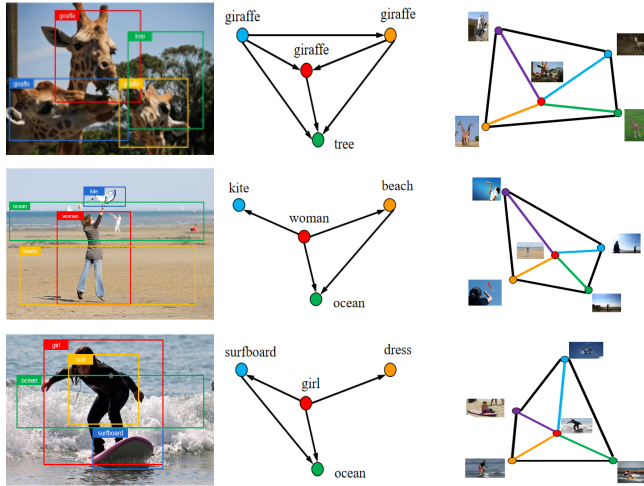 giraffe
tree
giraffe
giraffe
giraffe
giraffe
tree
kite
ocean
woman
beach
kite
beach
woman
ocean
girl
ocean
surfboard
surfboard
dress
girl
ocean